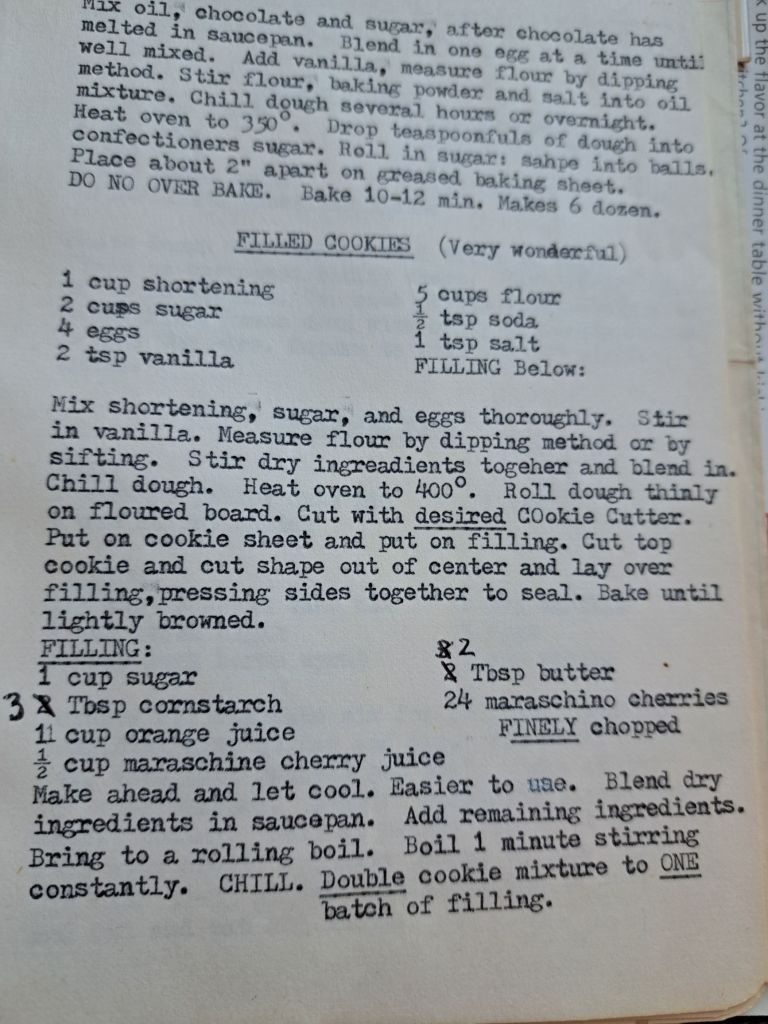 Mix oil, chocolate and sugar, after chocolate has
melted in saucepan. Blend in one egg at a time until
well mixed. Add vanilla, measure flour by dipping
method. Stir flour, baking powder and salt into oil
mixture. Chill dough several hours or overnight.
Heat oven to 350°. Drop teaspoonfuls of dough into
confectioners sugar. Roll in sugar: sahpe into balls.
Place about 2" apart on greased baking sheet.
DO NO OVER BAKE. Bake 10-12 min. Makes 6 dozen.
FILLED COOKIES (Very wonderful)
1 cup shortening
2 cups sugar
4 eggs
2 tsp vanilla
5 cups flour
½ tsp soda
1 tsp salt
FILLING Below:
Mix shortening, sugar, and eggs thoroughly. Stir
in vanilla. Measure flour by dipping method or by
sifting. Stir dry ingreadients togeher and blend in.
Chill dough. Heat oven to 400°. Roll dough thinly
on floured board. Cut with desired COokie Cutter.
Put on cookie sheet and put on filling. Cut top
cookie and cut shape out of center and lay over
filling,pressing sides together to seal. Bake until
lightly browned.
FILLING:
1 cup sugar
3 Tbsp cornstarch
11 cup orange juice
½ cup maraschine cherry juice
2
Tbsp butter
24 maraschino cherries
FINELY chopped
Make ahead and let cool. Easier to use. Blend dry
ingredients in saucepan. Add remaining ingredients.
Bring to a rolling boil. Boil 1 minute stirring
constantly. CHILL. Double cookie mixture to ONE
batch of filling.
k up the flavor at the dinner table without